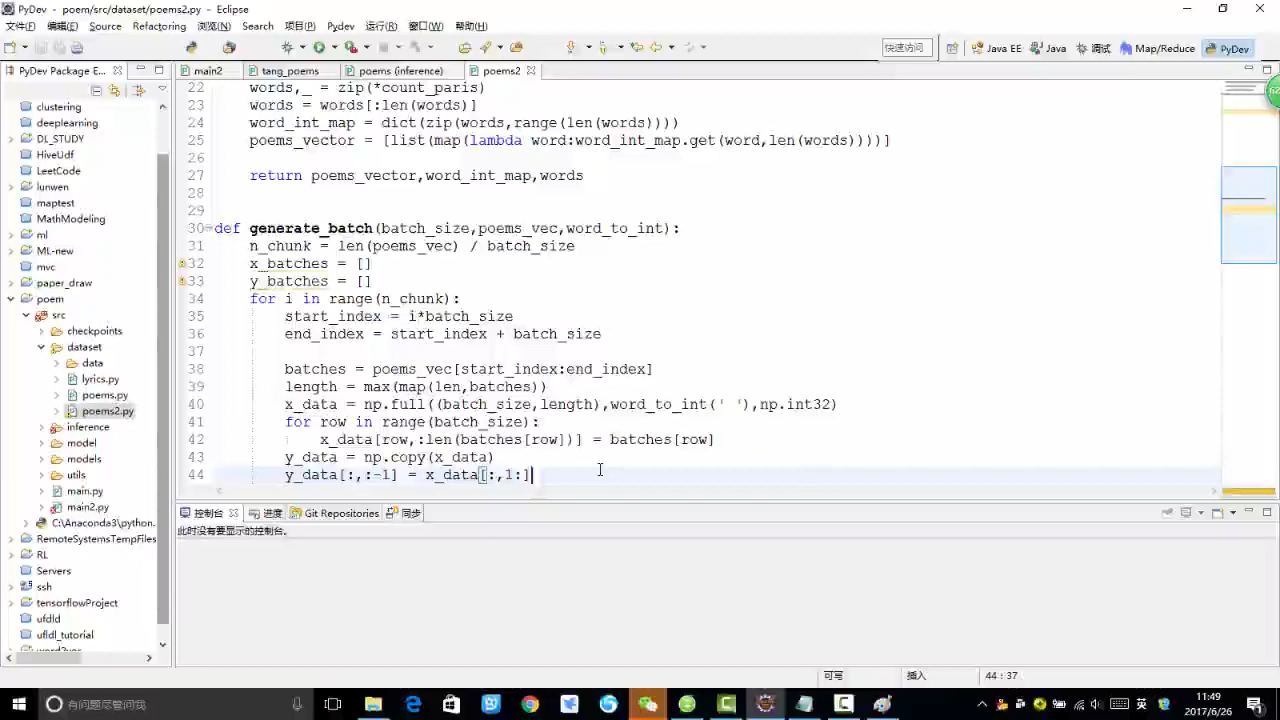 PyDev - poem/src/dataset/poems2.py - Eclipse
文件(F) 编辑(E) Source Refactoring 浏览(N) Search 项目(P) Pydev 运行(R) 窗口(W) 帮助(H)
快速访问 Java EE Java 调试 Map/Reduce PyDev
PyDev Package E...
main2 tang_poems poems (inference) poems2
clustering
deeplearning
DL_STUDY
HiveUdf
LeetCode
lunwen
maptest
MathModeling
ml
ML-new
mvc
paper_draw
poem
src
checkpoints
dataset
data
lyrics.py
poems.py
poems2.py
inference
model
models
utils
main.py
main2.py
C:\Anaconda3\python.
RemoteSystemsTempFiles
RL
Servers
ssh
tensorflowProject
ufdld
ufldl_tutorial
22 words,_ = zip(*count_paris)
23 words = words[:len(words)]
24 word_int_map = dict(zip(words,range(len(words))))
25 poems_vector = [list(map(lambda word:word_int_map.get(word,len(words))))]
26
27 return poems_vector,word_int_map,words
28
29
30 def generate_batch(batch_size,poems_vec,word_to_int):
31 n_chunk = len(poems_vec) / batch_size
32 x_batches = []
33 y_batches = []
34 for i in range(n_chunk):
35 start_index = i*batch_size
36 end_index = start_index + batch_size
37
38 batches = poems_vec[start_index:end_index]
39 length = max(map(len,batches))
40 x_data = np.full((batch_size,length),word_to_int(' '),np.int32)
41 for row in range(batch_size):
42 x_data[row,:len(batches[row])] = batches[row]
43 y_data = np.copy(x_data)
44 y_data[:,:-1] = x_data[:,1:]
控制台 进度 Git Repositories 同步
此时没有要显示的控制台。
可写 插入 44 : 37
有问题尽管问我
英
11:49
2017/6/26